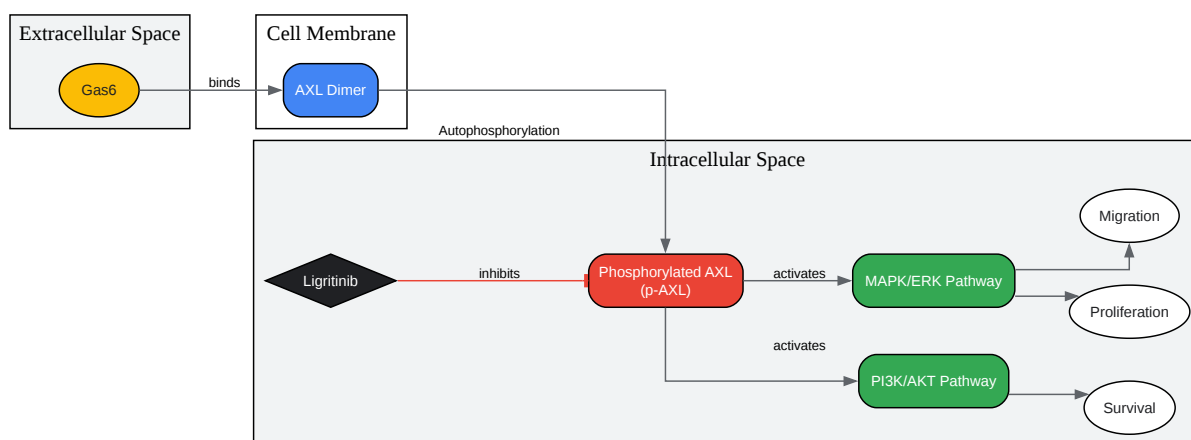 Extracellular Space
Cell Membrane
Gas6
binds
AXL Dimer
Autophosphorylation
Intracellular Space
Migration
Ligritinib
inhibits
Phosphorylated AXL
(p-AXL)
activates
MAPK/ERK Pathway
Proliferation
activates
PI3K/AKT Pathway
Survival